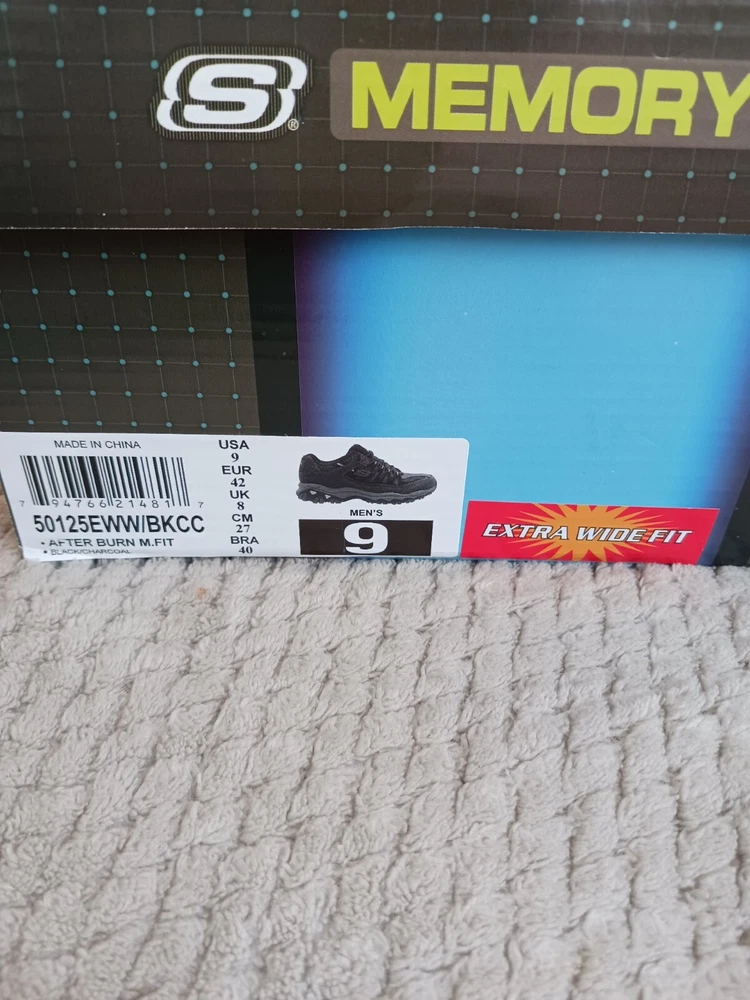 S
®
MEMORY
MADE IN CHINA
7 94766 21481 7
50125EWW/BKCC
• AFTER BURN M.FIT
• BLACK/CHARCOAL
USA
9
EUR
42
UK
8
CM
27
BRA
40
MEN'S
9
EXTRA WIDE FIT